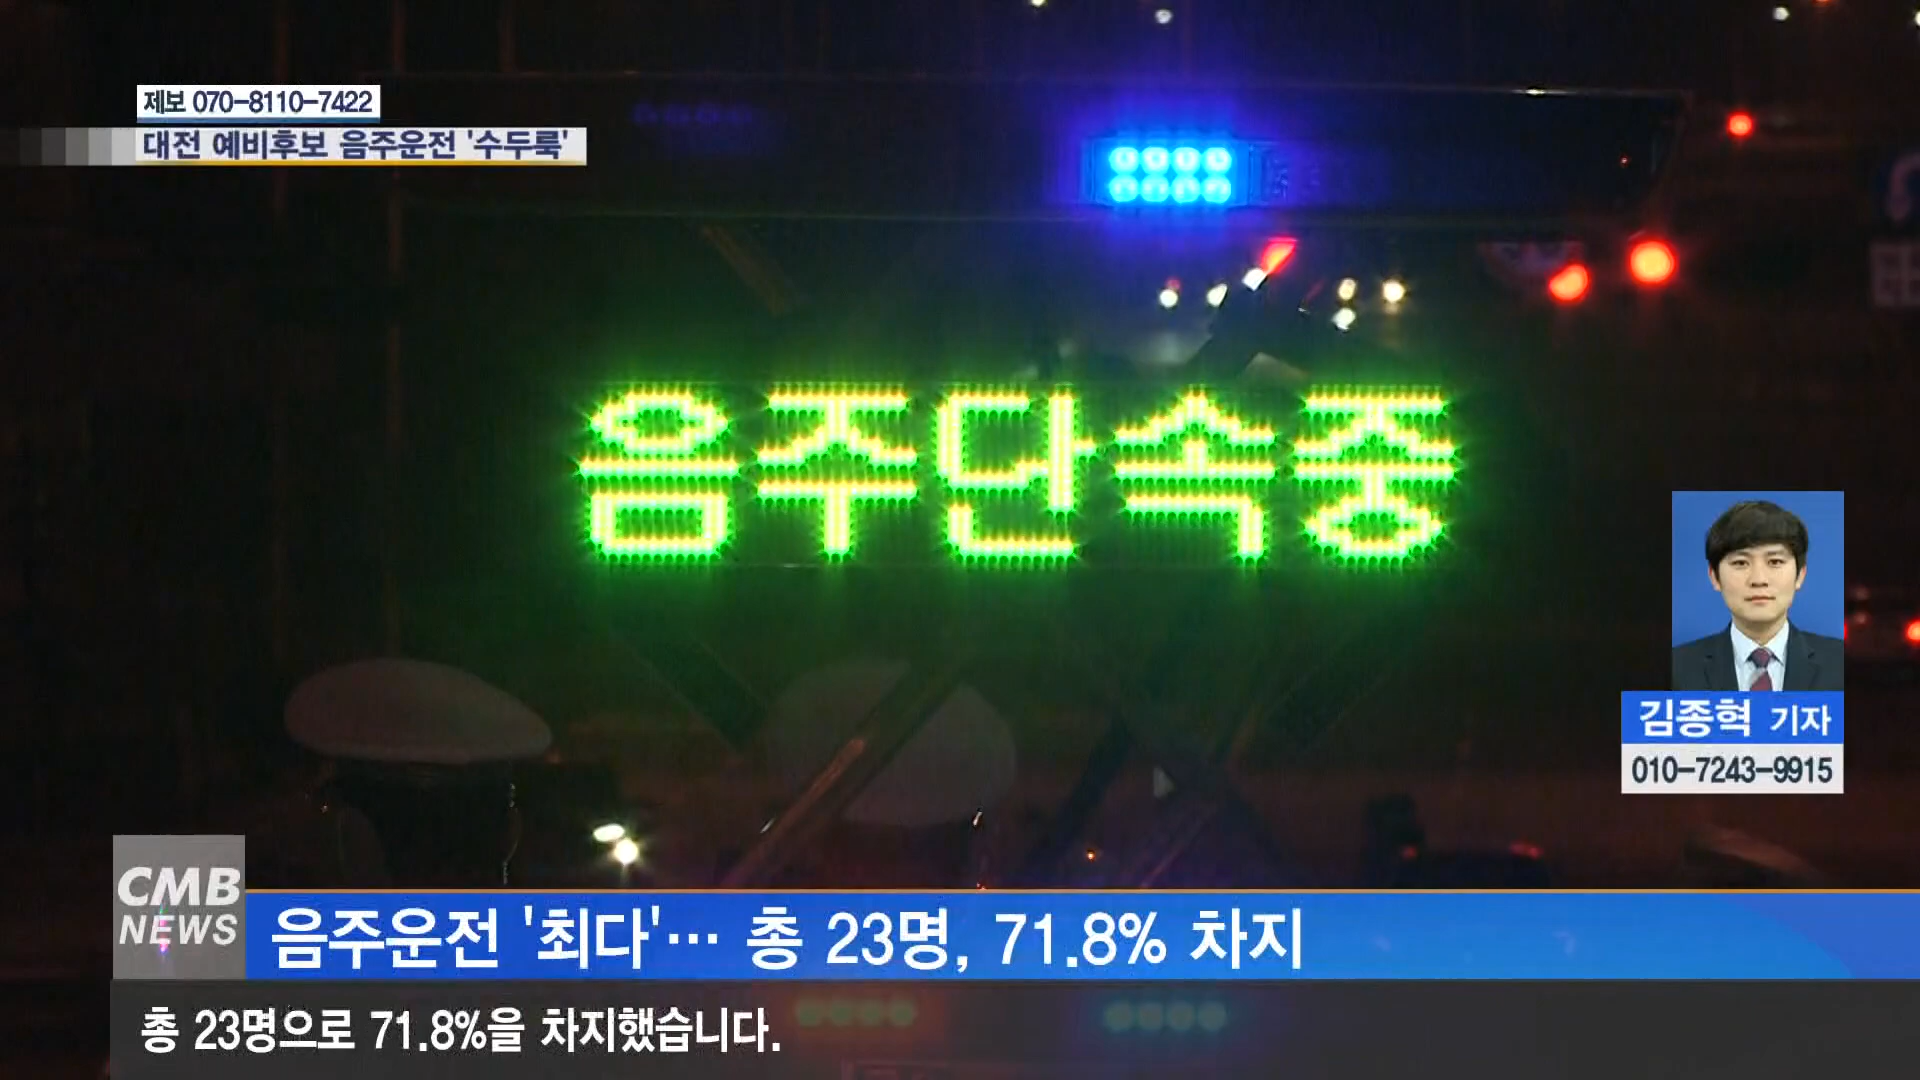 제보 070-8110-7422
대전 예비후보 음주운전 '수두룩'
음주단속중
김종혁 기자
010-7243-9915
CMB
NEWS
음주운전 '최다'… 총 23명, 71.8% 차지
총 23명으로 71.8%을 차지했습니다.